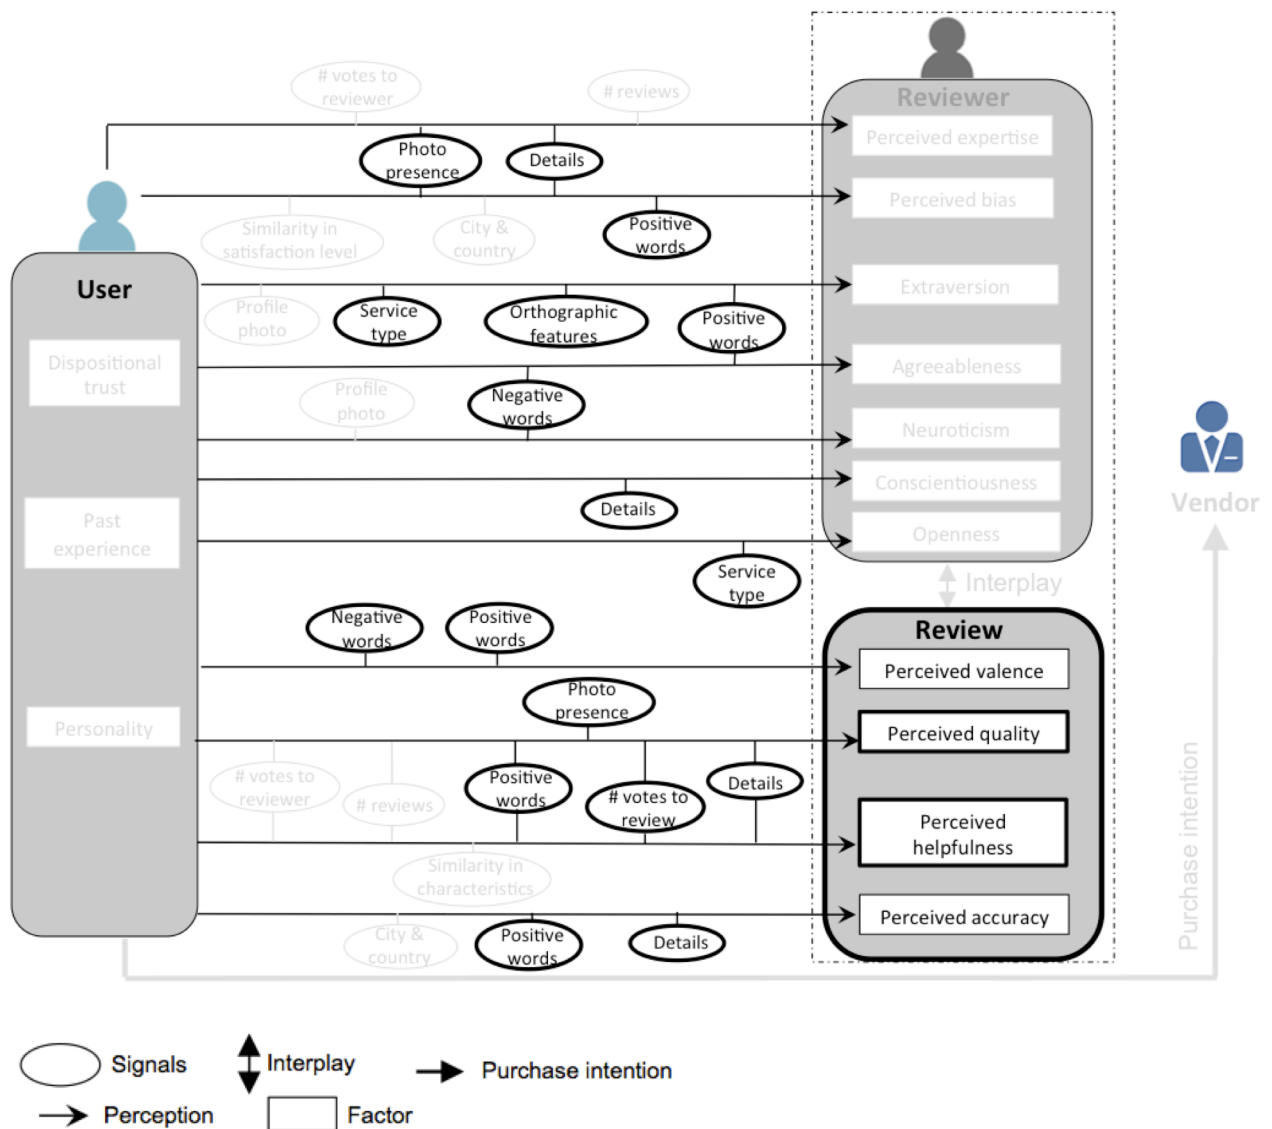 # votes to
reviewer
# reviews
Reviewer
Perceived expertise
Photo
presence
Details
Perceived bias
Similarity in
satisfaction level
City &
country
Positive
words
User
Extraversion
Profile
photo
Service
type
Orthographic
features
Positive
words
Dispositional
trust
Agreeableness
Profile
photo
Negative
words
Neuroticism
Conscientiousness
Vendor
Past
experience
Details
Openness
Service
type
Interplay
Negative
words
Positive
words
Review
Perceived valence
Photo
presence
Personality
Perceived quality
# votes to
reviewer
# reviews
Positive
words
# votes to
review
Details
Perceived
helpfulness
Purchase intention
Similarity in
characteristics
Perceived accuracy
City &
country
Positive
words
Details
Signals
Interplay
Purchase intention
Perception
Factor